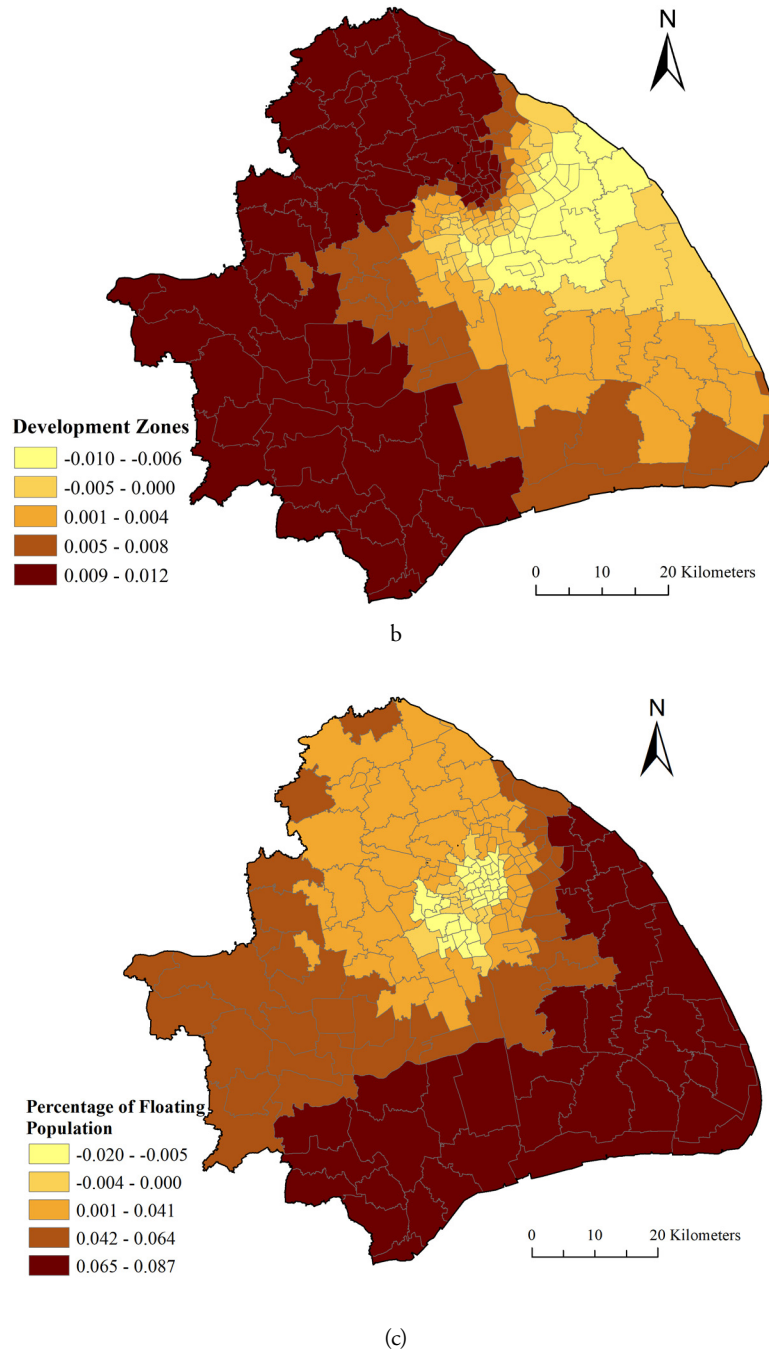 N
Development Zones
-0.010 - -0.006
-0.005 - 0.000
0.001 - 0.004
0.005 - 0.008
0.009 - 0.012
0 10 20 Kilometers
b
N
Percentage of Floating
Population
-0.020 - -0.005
-0.004 - 0.000
0.001 - 0.041
0.042 - 0.064
0.065 - 0.087
0 10 20 Kilometers
(c)